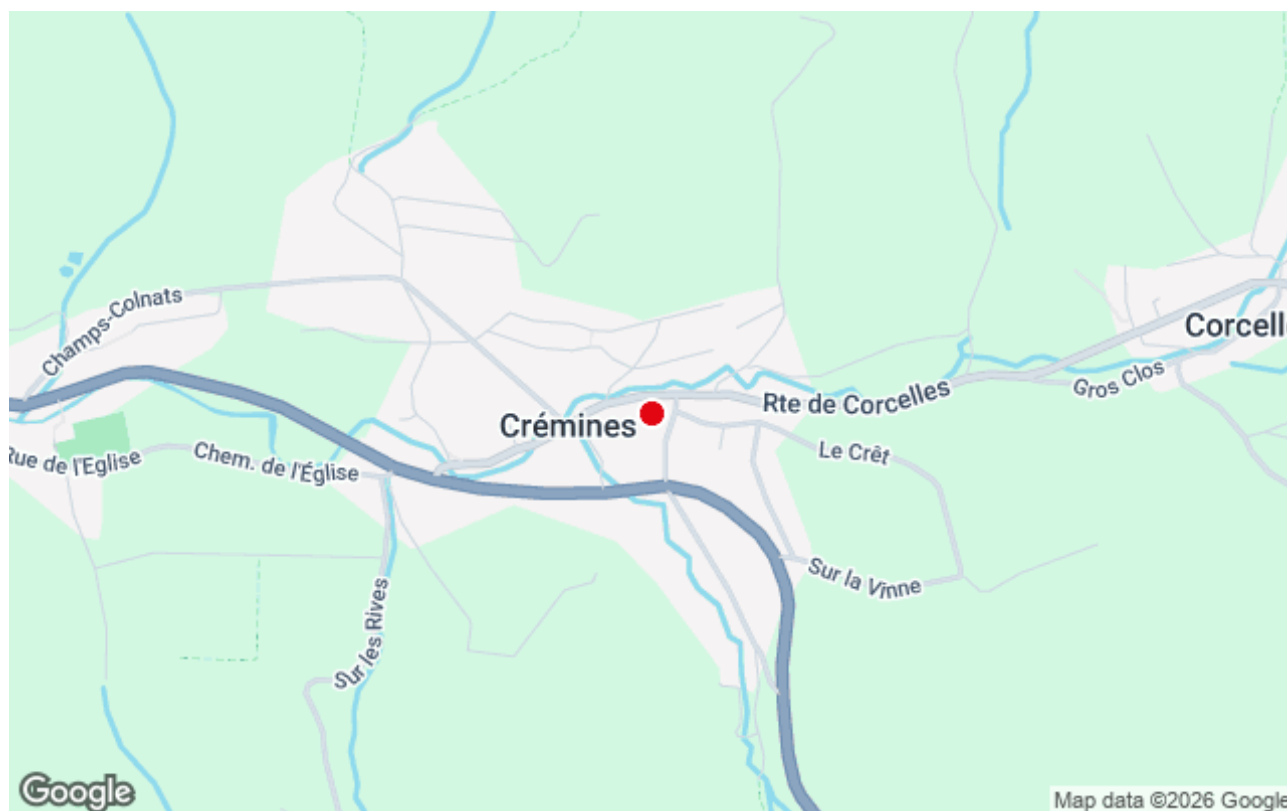 Champs-Colnats
Corcell
Gros Clos
Rte de Corcelles
Crémines
Le Crêt
Rue de l'Eglise
Chem. de l'Église
Sur la Vinne
Sur les Rives
Google
Map data ©2026 Google